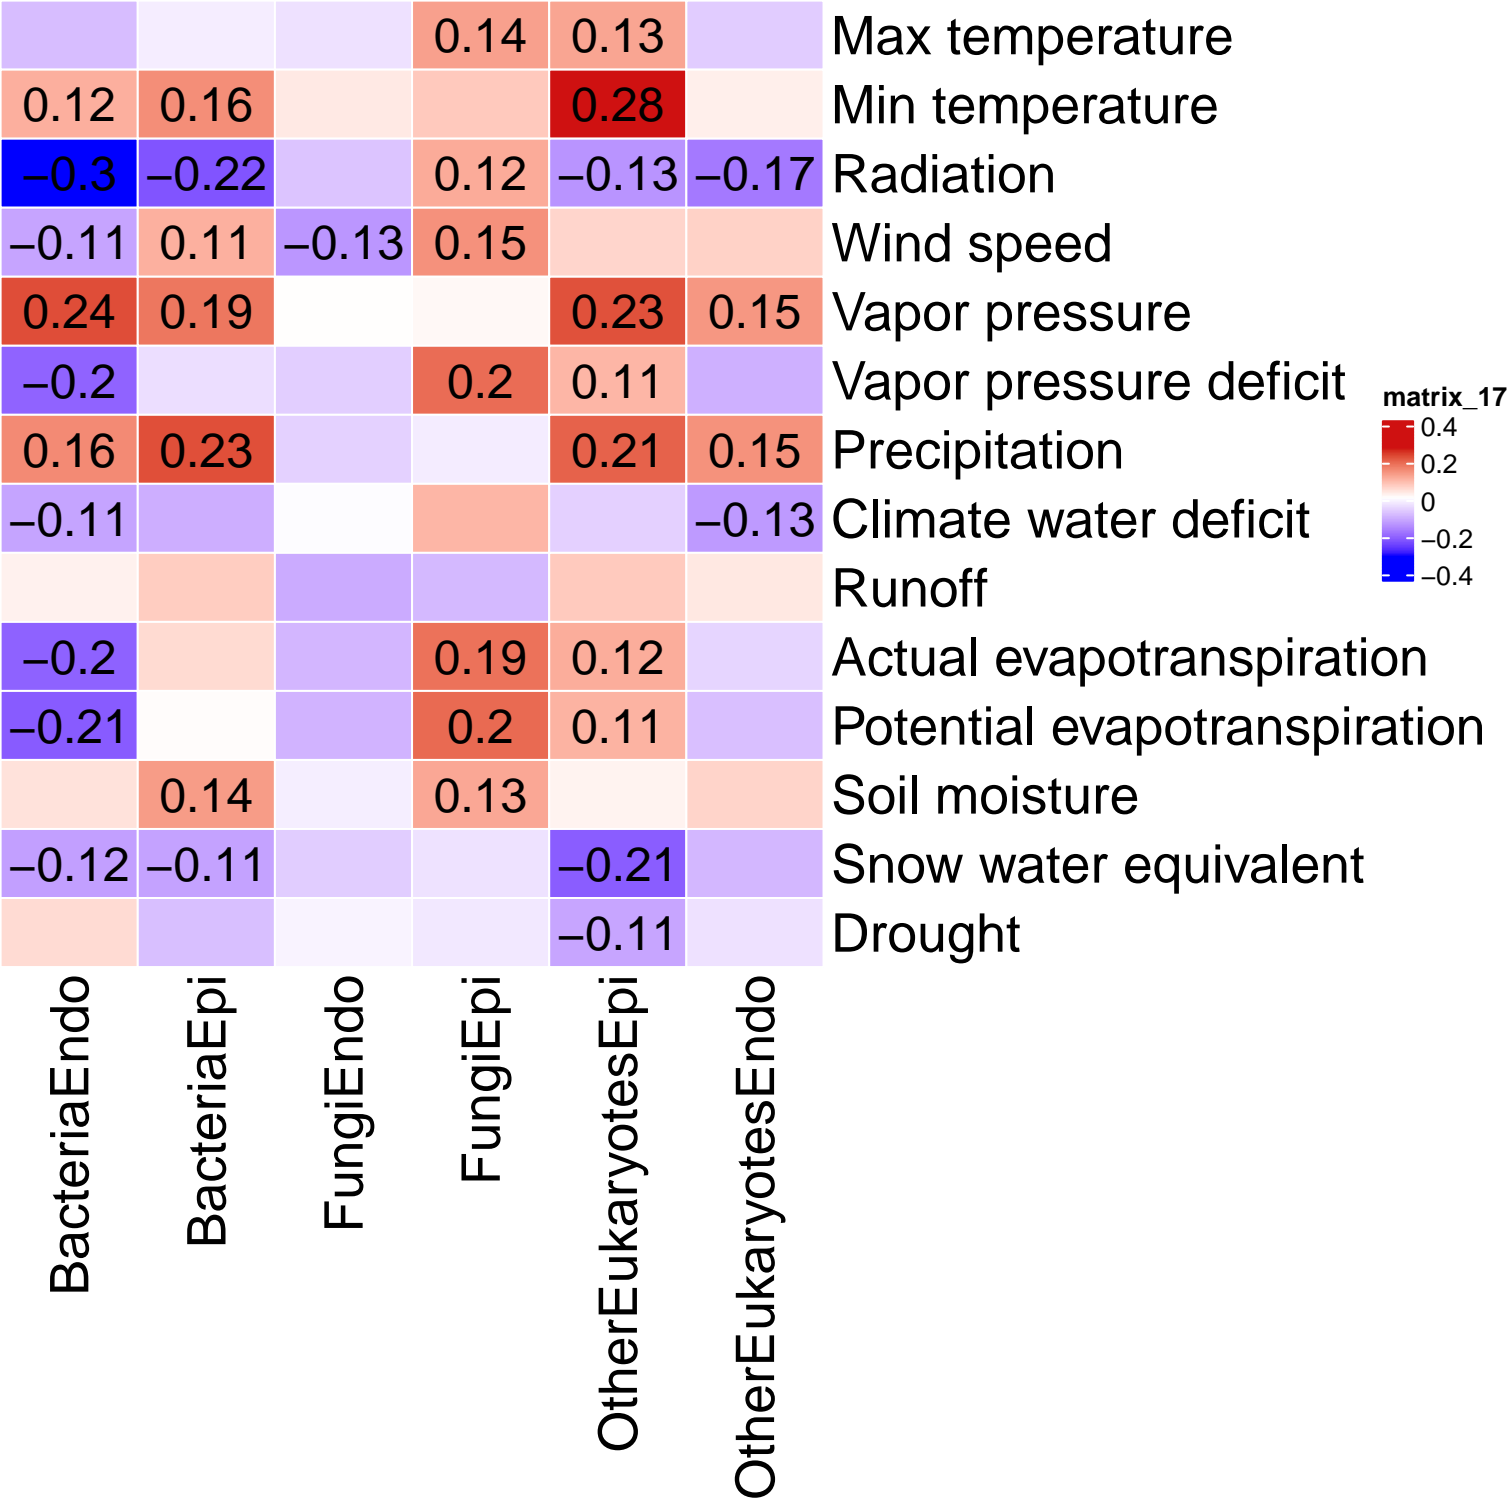 0.14 0.13 Max temperature
0.12 0.16 0.28 Min temperature
−0.3 −0.22 0.12 −0.13 −0.17 Radiation
−0.11 0.11 −0.13 0.15 Wind speed
0.24 0.19 0.23 0.15 Vapor pressure
−0.2 0.2 0.11 Vapor pressure deficit
0.16 0.23 0.21 0.15 Precipitation
−0.11 −0.13 Climate water deficit
Runoff
−0.2 0.19 0.12 Actual evapotranspiration
−0.21 0.2 0.11 Potential evapotranspiration
0.14 0.13 Soil moisture
−0.12 −0.11 −0.21 Snow water equivalent
−0.11 Drought
BacteriaEndo
BacteriaEpi
FungiEndo
FungiEpi
OtherEukaryotesEpi
OtherEukaryotesEndo
matrix_17
0.4
0.2
0
−0.2
−0.4